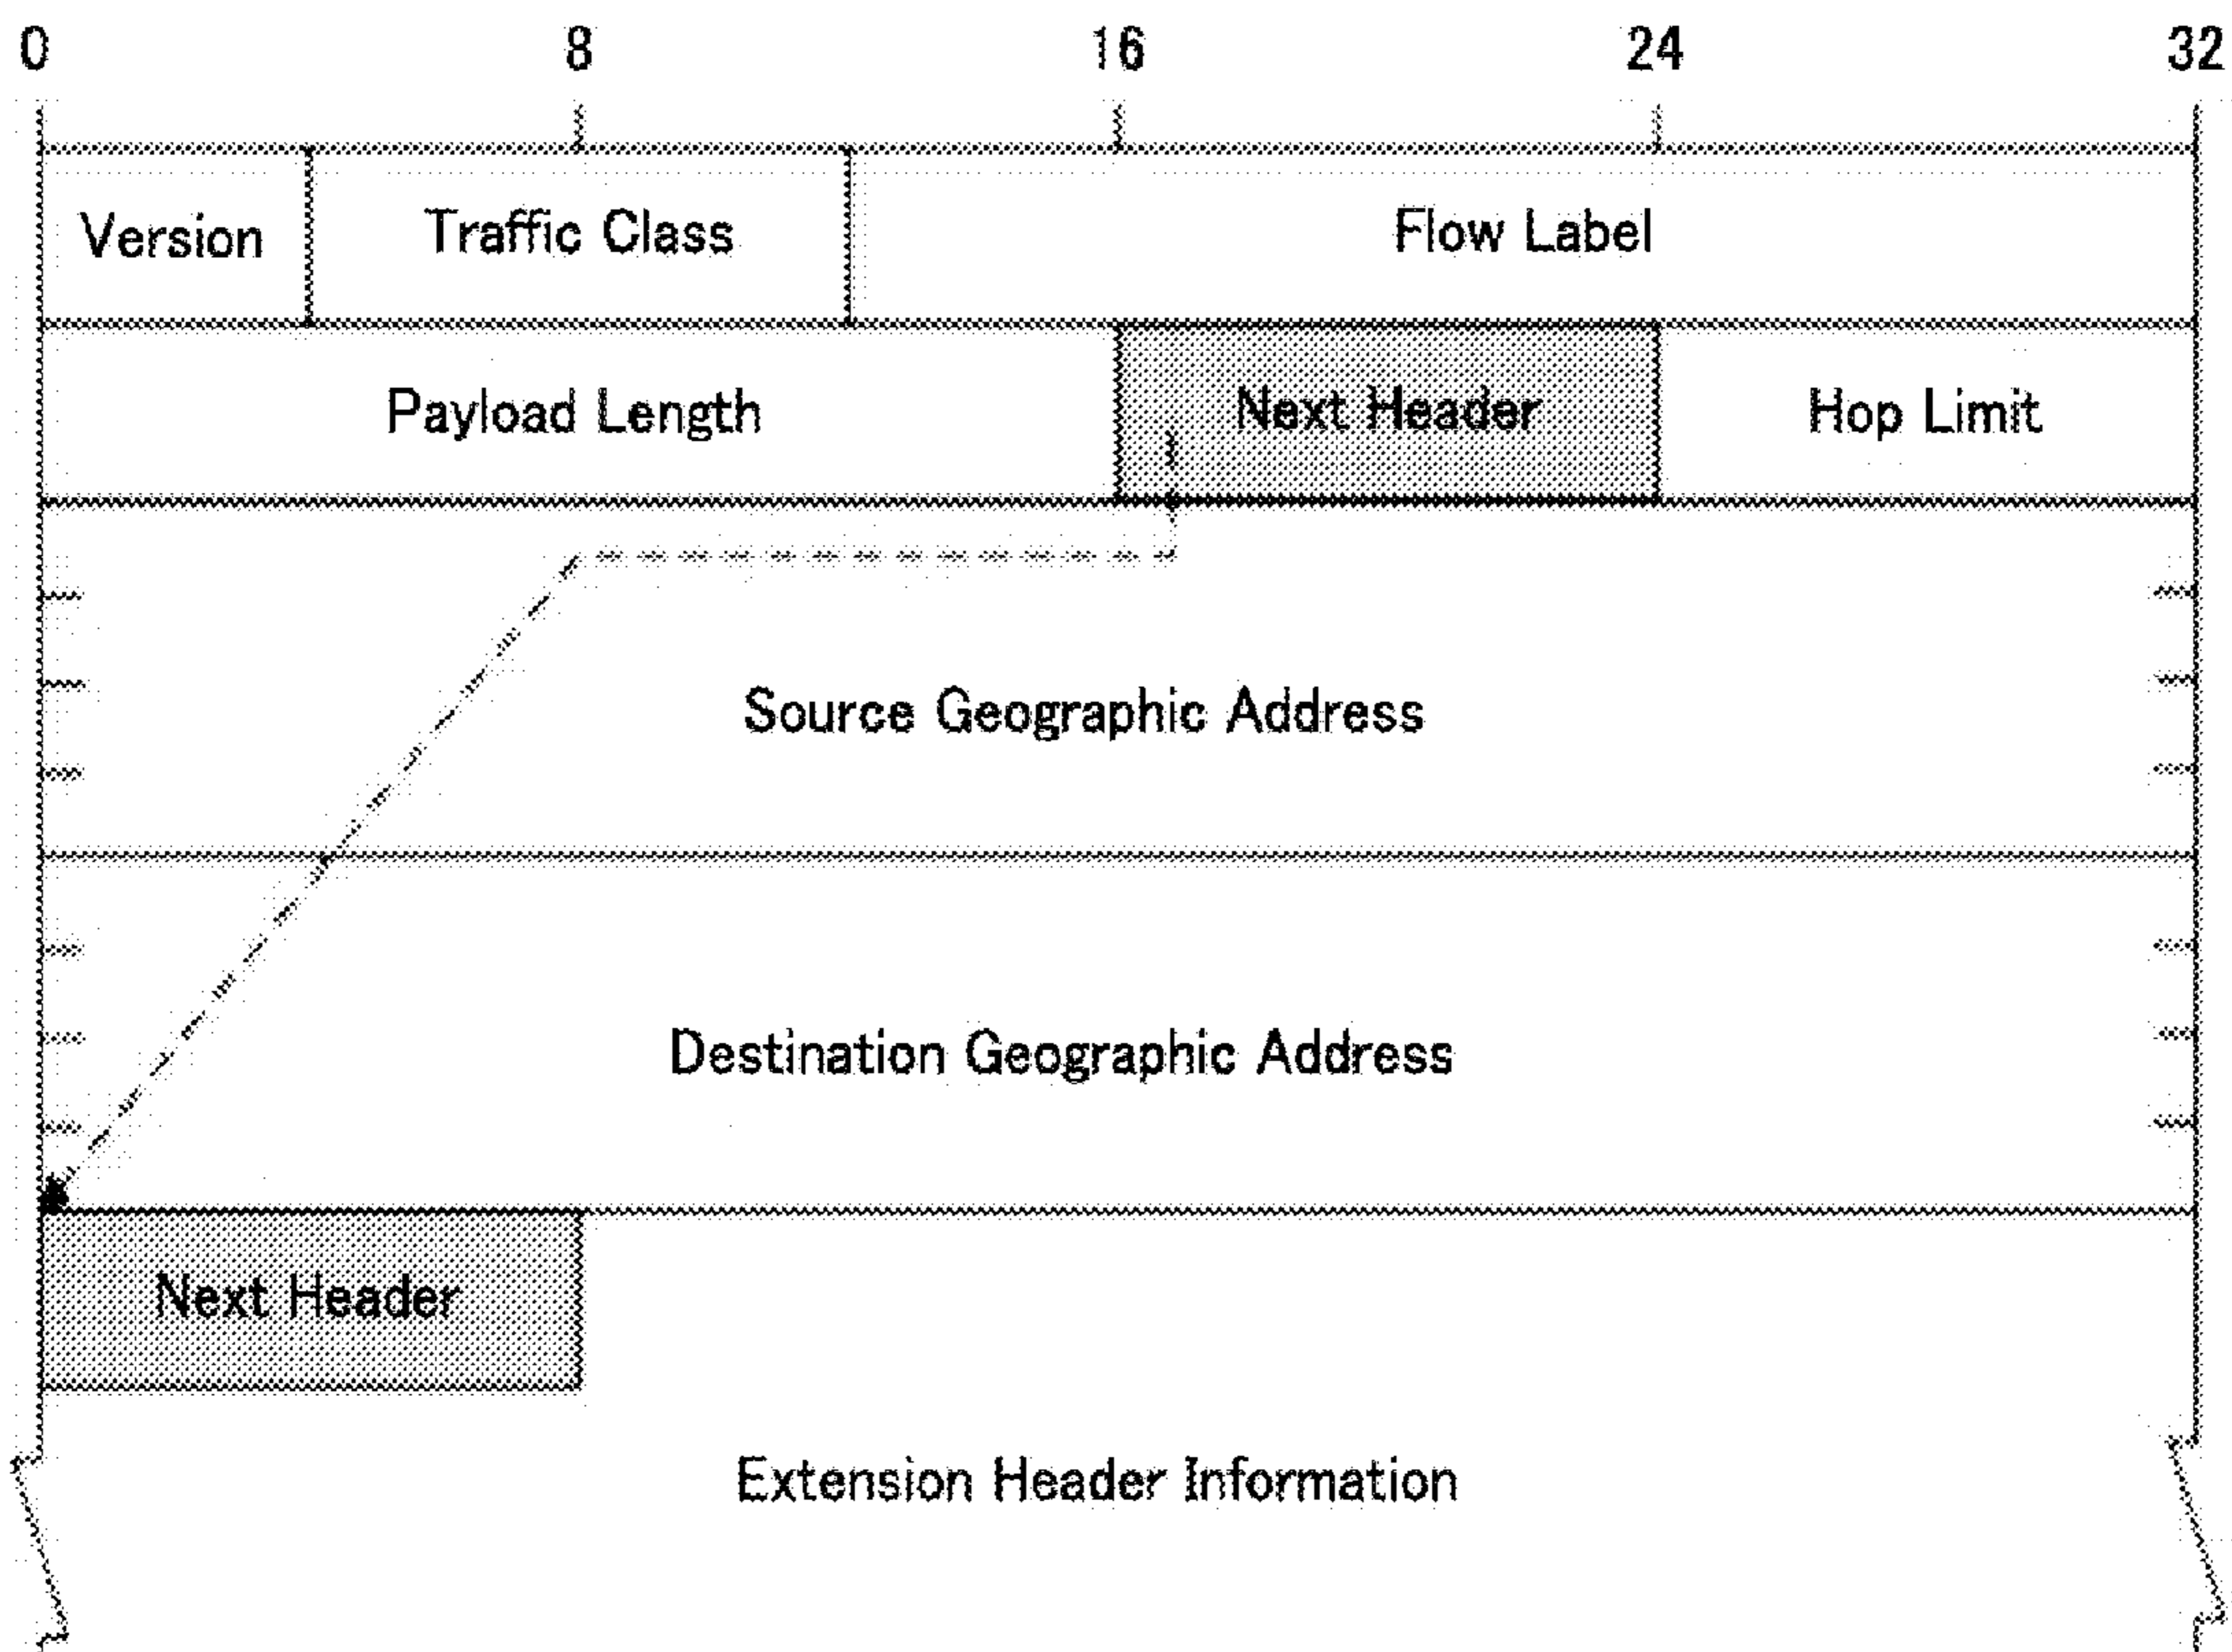 0 8 16 24 32
Version Traffic Class Flow Label
Payload Length Next Header Hop Limit
Source Geographic Address
Destination Geographic Address
Next Header
Extension Header Information